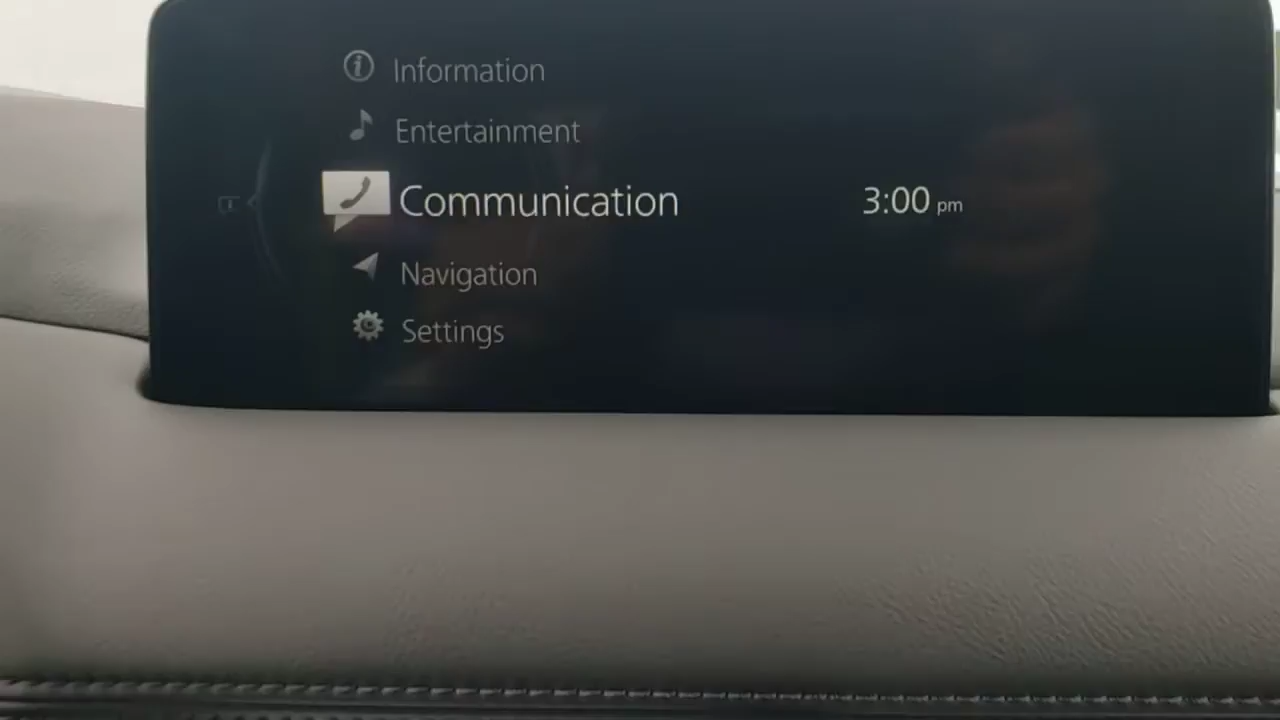 Information
Entertainment
Communication 3:00 pm
Navigation
Settings